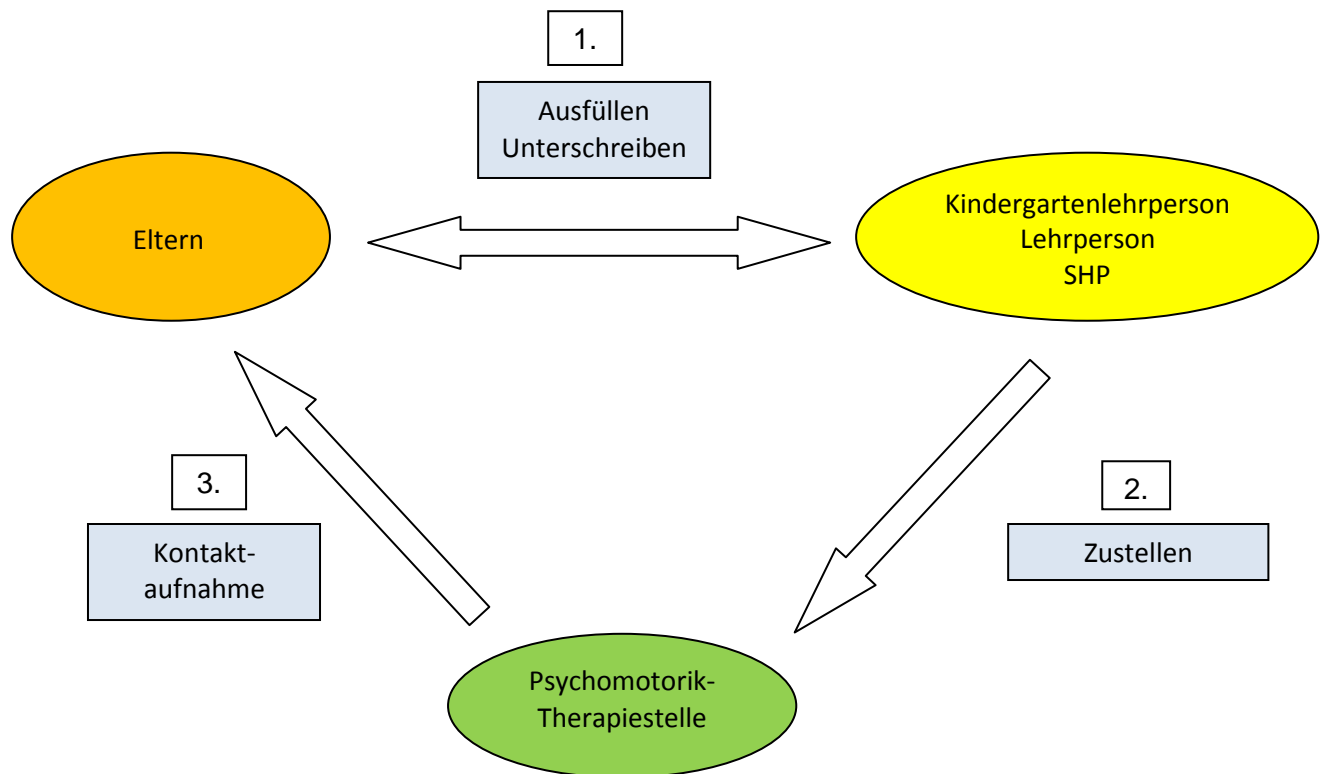 1.
Ausfüllen
Unterschreiben
Eltern
Kindergartenlehrperson
Lehrperson
SHP
3.
Kontakt-
aufnahme
2.
Zustellen
Psychomotorik-
Therapiestelle